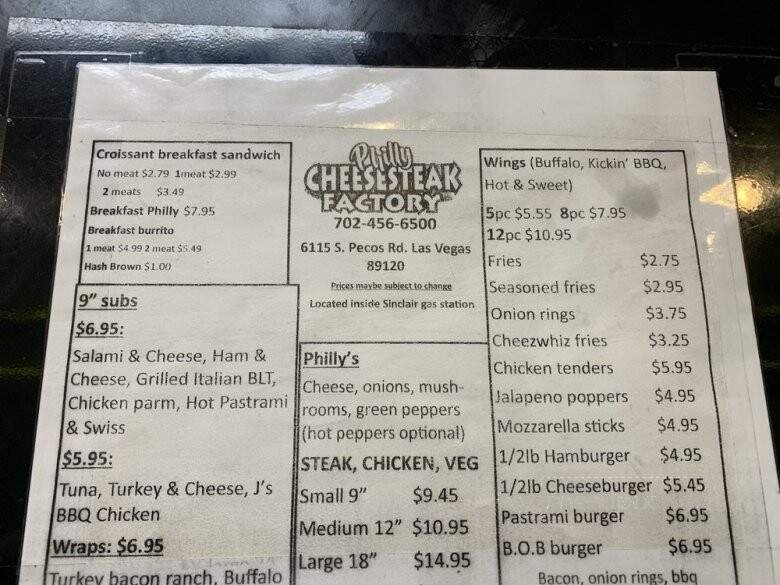 Croissant breakfast sandwich
No meat $2.79 1meat $2.99
2 meats $3.49
Breakfast Philly $7.95
Breakfast burrito
1 meat $4.99 2 meat $5.49
Hash Brown $1.00
9” subs
$6.95:
Salami & Cheese, Ham &
Cheese, Grilled Italian BLT,
Chicken parm, Hot Pastrami
& Swiss
$5.95:
Tuna, Turkey & Cheese, J's
BBQ Chicken
Wraps: $6.95
Turkey bacon ranch, Buffalo
Philly
CHEESESTEAK
FACTORY
702-456-6500
6115 S. Pecos Rd. Las Vegas
89120
Prices maybe subject to change
Located inside Sinclair gas station
Philly's
Cheese, onions, mush-
rooms, green peppers
(hot peppers optional)
STEAK, CHICKEN, VEG
Small 9” $9.45
Medium 12” $10.95
Large 18” $14.95
Wings (Buffalo, Kickin' BBQ,
Hot & Sweet)
5pc $5.55 8pc $7.95
12pc $10.95
Fries $2.75
Seasoned fries $2.95
Onion rings $3.75
Cheezwhiz fries $3.25
Chicken tenders $5.95
Jalapeno poppers $4.95
Mozzarella sticks $4.95
1/2lb Hamburger $4.95
1/2lb Cheeseburger $5.45
Pastrami burger $6.95
B.O.B burger $6.95
Bacon, onion rings, bbq